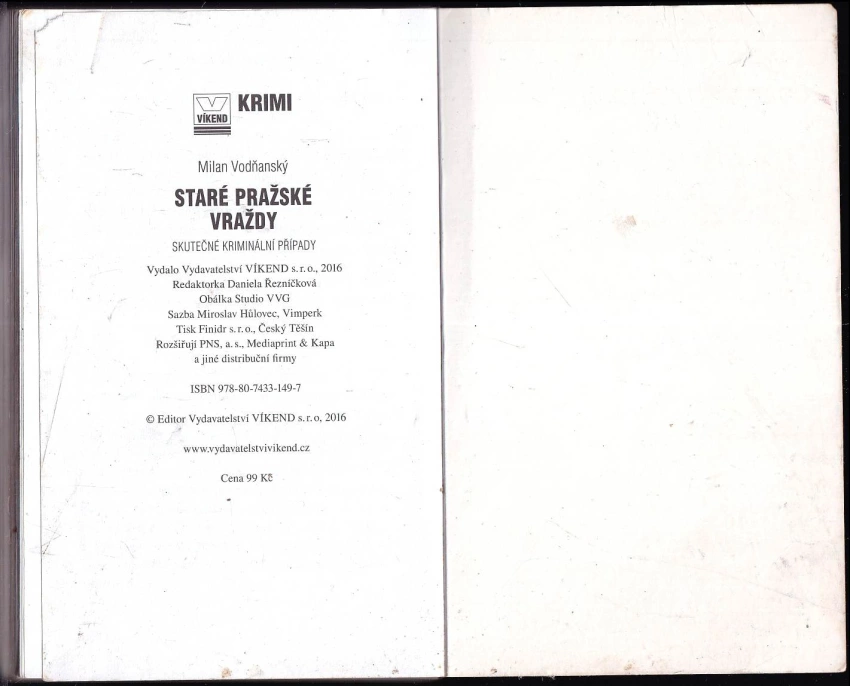 VÍKEND
KRIMI
Milan Vodňanský
STARÉ PRAŽSKÉ
VRAŽDY
SKUTEČNÉ KRIMINÁLNÍ PŘÍPADY
Vydalo Vydavatelství VÍKEND s. r. o., 2016
Redaktorka Daniela Řezníčková
Obálka Studio VVG
Sazba Miroslav Hůlovec, Vimperk
Tisk Finidr s. r. o., Český Těšín
Rozšiřují PNS, a. s., Mediaprint & Kapa
a jiné distribuční firmy
ISBN 978-80-7433-149-7
© Editor Vydavatelství VÍKEND s. r. o, 2016
www.vydavatelstvivikend.cz
Cena 99 Kč